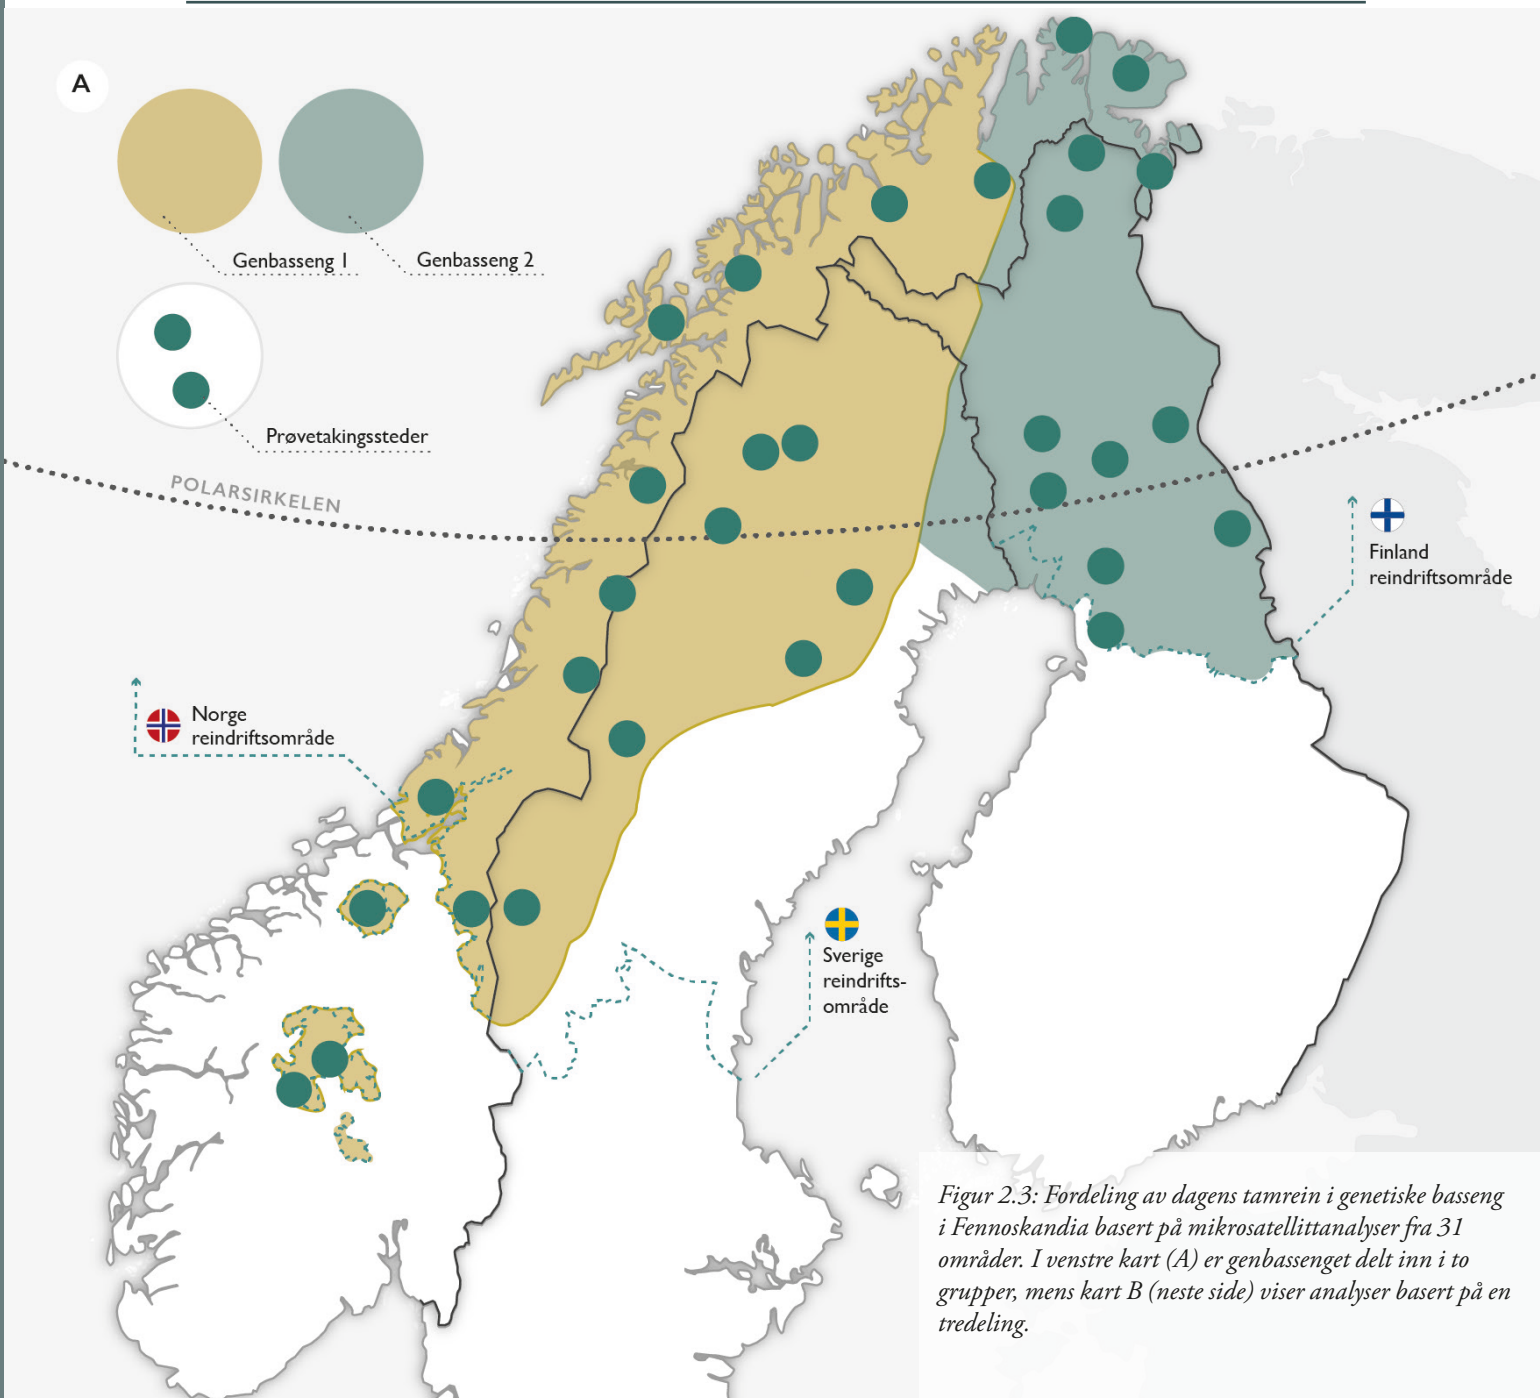 A
Genbasseng 1
Genbasseng 2
Prøvetakingssteder
POLARSIRKELEN
Finland
reindriftsområde
Norge
reindriftsområde
Sverige
reindrifts-
område
Figur 2.3: Fordeling av dagens tamrein i genetiske basseng
i Fennoskandia basert på mikrosatellittanalyser fra 31
områder. I venstre kart (A) er genbassenget delt inn i to
grupper, mens kart B (neste side) viser analyser basert på en
tredeling.